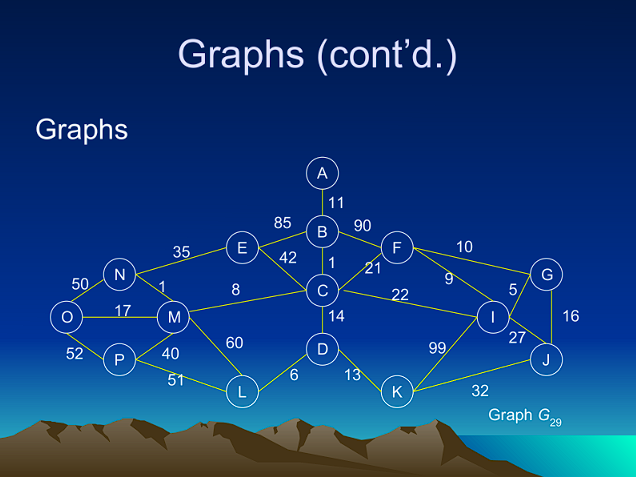 Graphs (cont’d.)
Graphs
A
11
85 B 90
E 42 1 21 F
35 10
N 50 1 8 C 22 9 5 G
O 17 M 14 I 16
52 P 40 60 D 99 27 J
51 6 13
L K 32
Graph G29